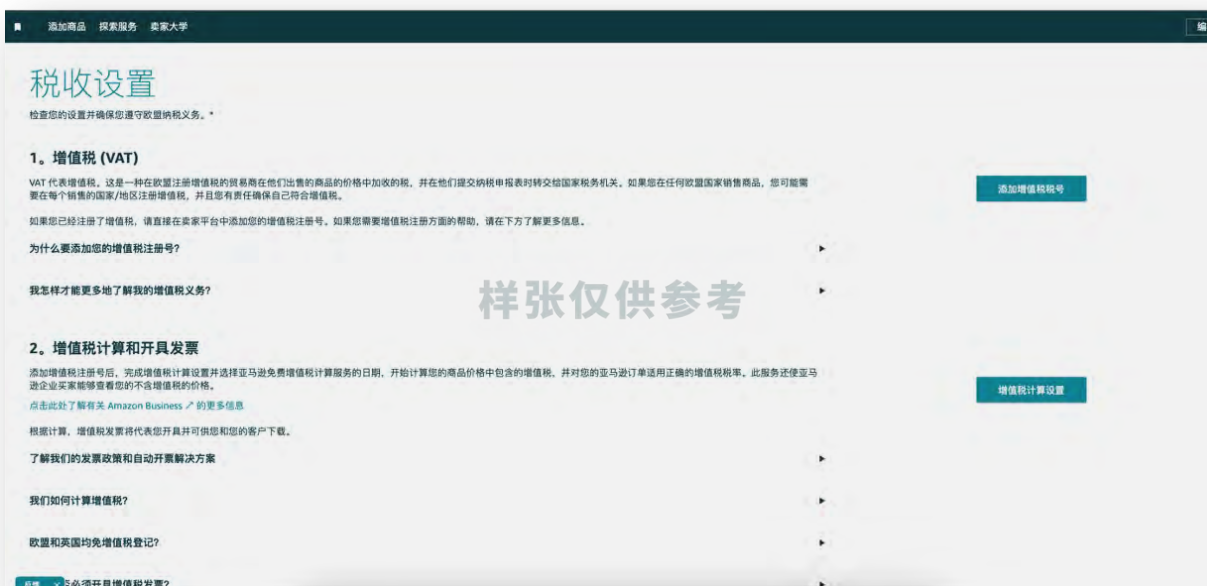 添加商品 探索服务 卖家大学
编
税收设置
检查您的设置并确保您遵守欧盟纳税义务。*
1。增值税 (VAT)
VAT 代表增值税。这是一种在欧盟注册增值税的贸易商在他们出售的商品的价格中加收的税，并在他们提交纳税申报表时转交给国家税务机关。如果您在任何欧盟国家销售商品，您可能需
要在每个销售的国家/地区注册增值税，并且您有责任确保自己符合增值税。
添加增值税税号
如果您已经注册了增值税，请直接在卖家平台中添加您的增值税注册号。如果您需要增值税注册方面的帮助，请在下方了解更多信息。
为什么要添加您的增值税注册号?
我怎样才能更多地了解我的增值税义务?
样张仅供参考
2。增值税计算和开具发票
添加增值税注册号后，完成增值税计算设置并选择亚马逊免费增值税计算服务的日期，开始计算您的商品价格中包含的增值税，并对您的亚马逊订单适用正确的增值税税率。此服务还使亚马
逊企业买家能够查看您的不含增值税的价格。
增值税计算设置
点击此处了解有关 Amazon Business 的更多信息
根据计算，增值税发票将代表您开具并可供您和您的客户下载。
了解我们的发票政策和自动开票解决方案
我们如何计算增值税?
欧盟和英国均免增值税登记?
必须开具增值税发票?